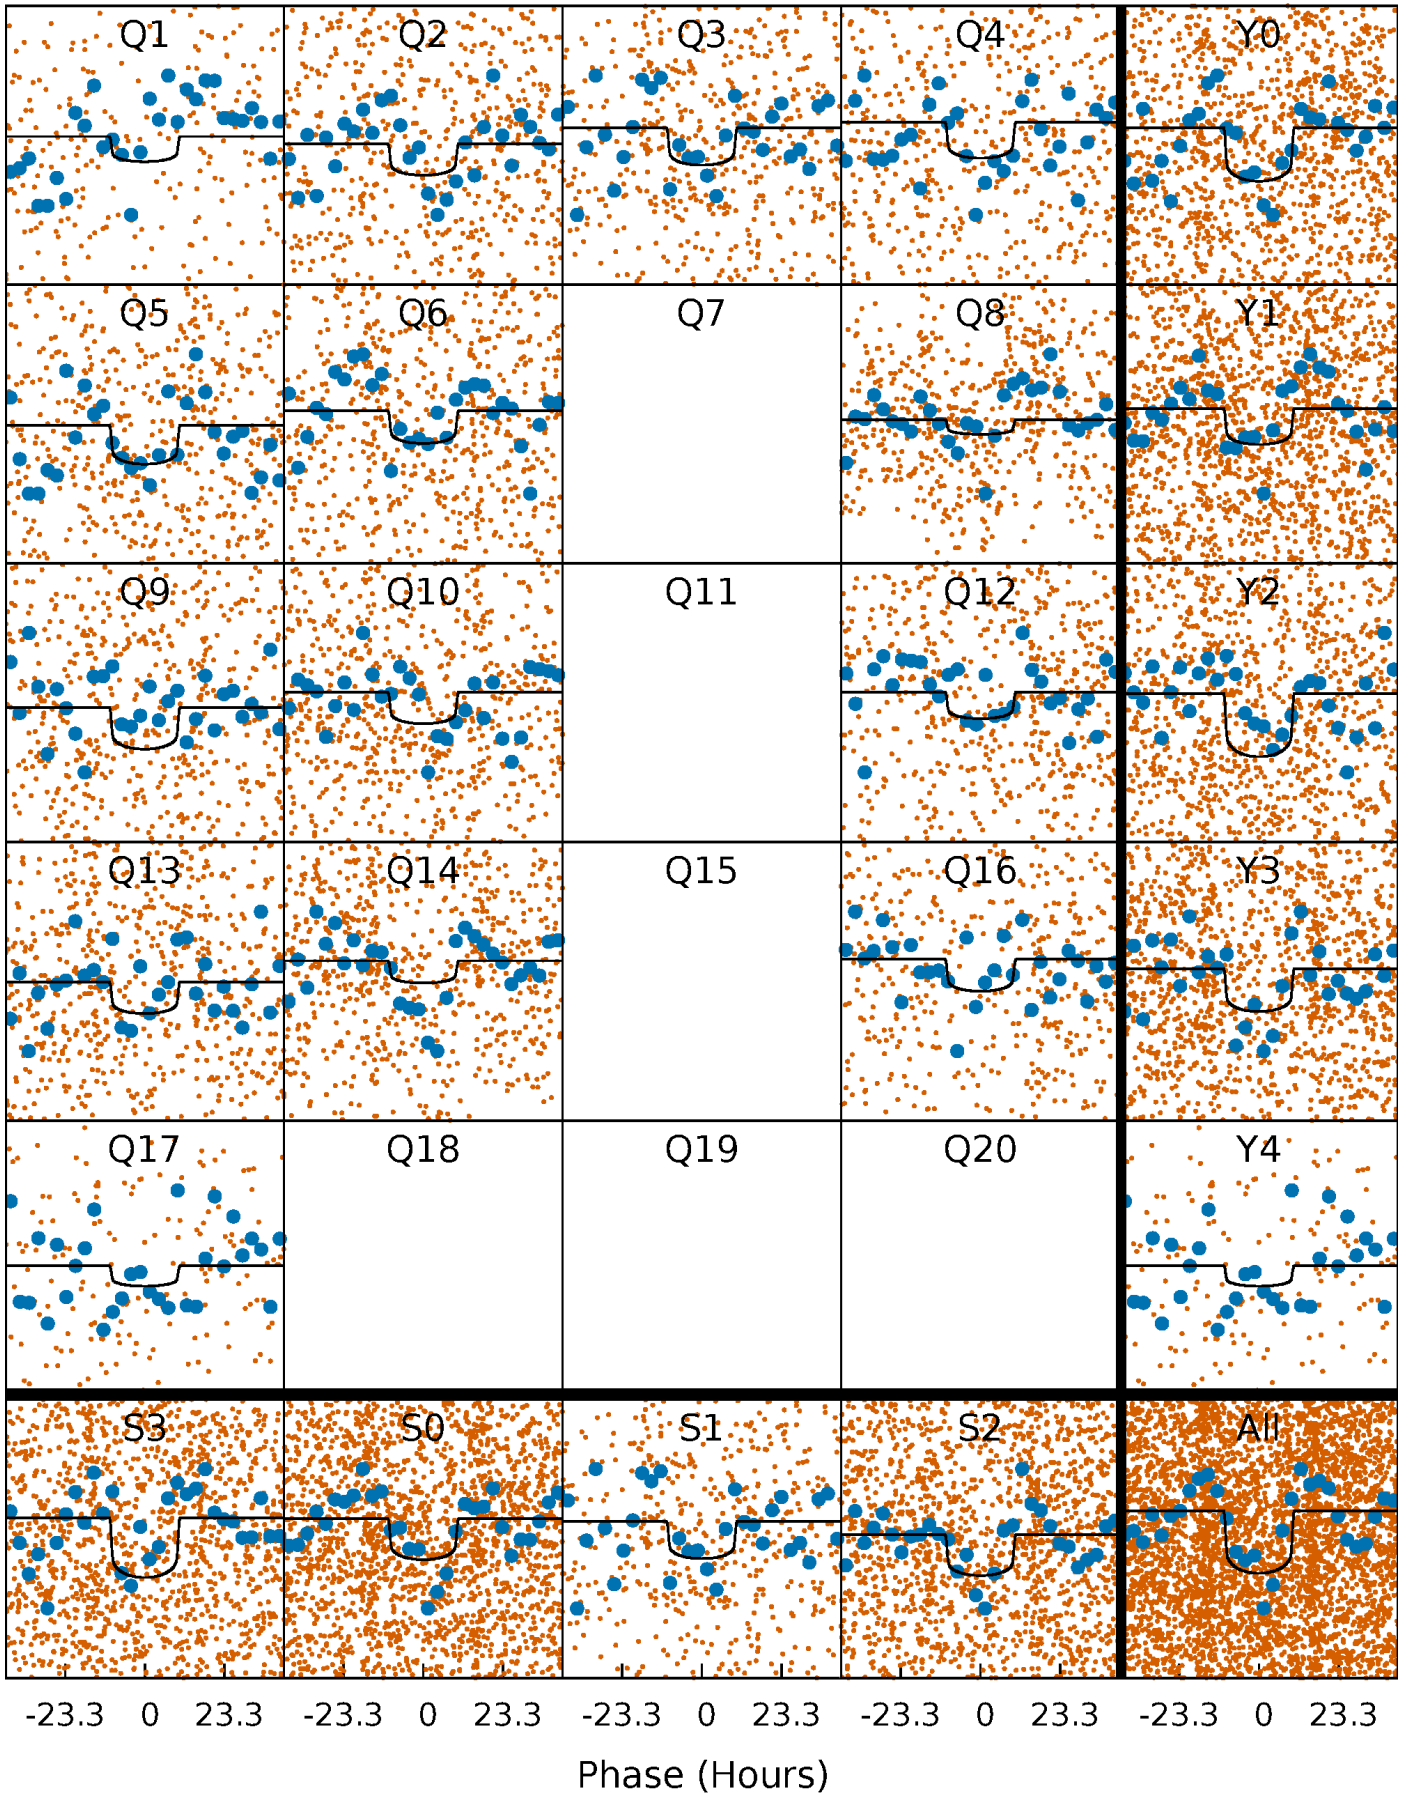 Q1 Q2 Q3 Q4 Y0
Q5 Q6 Q7 Q8 Y1
Q9 Q10 Q11 Q12 Y2
Q13 Q14 Q15 Q16 Y3
Q17 Q18 Q19 Q20 Y4
S3 S0 S1 S2 All
-23.3 0 23.3 -23.3 0 23.3 -23.3 0 23.3 -23.3 0 23.3 -23.3 0 23.3
Phase (Hours)